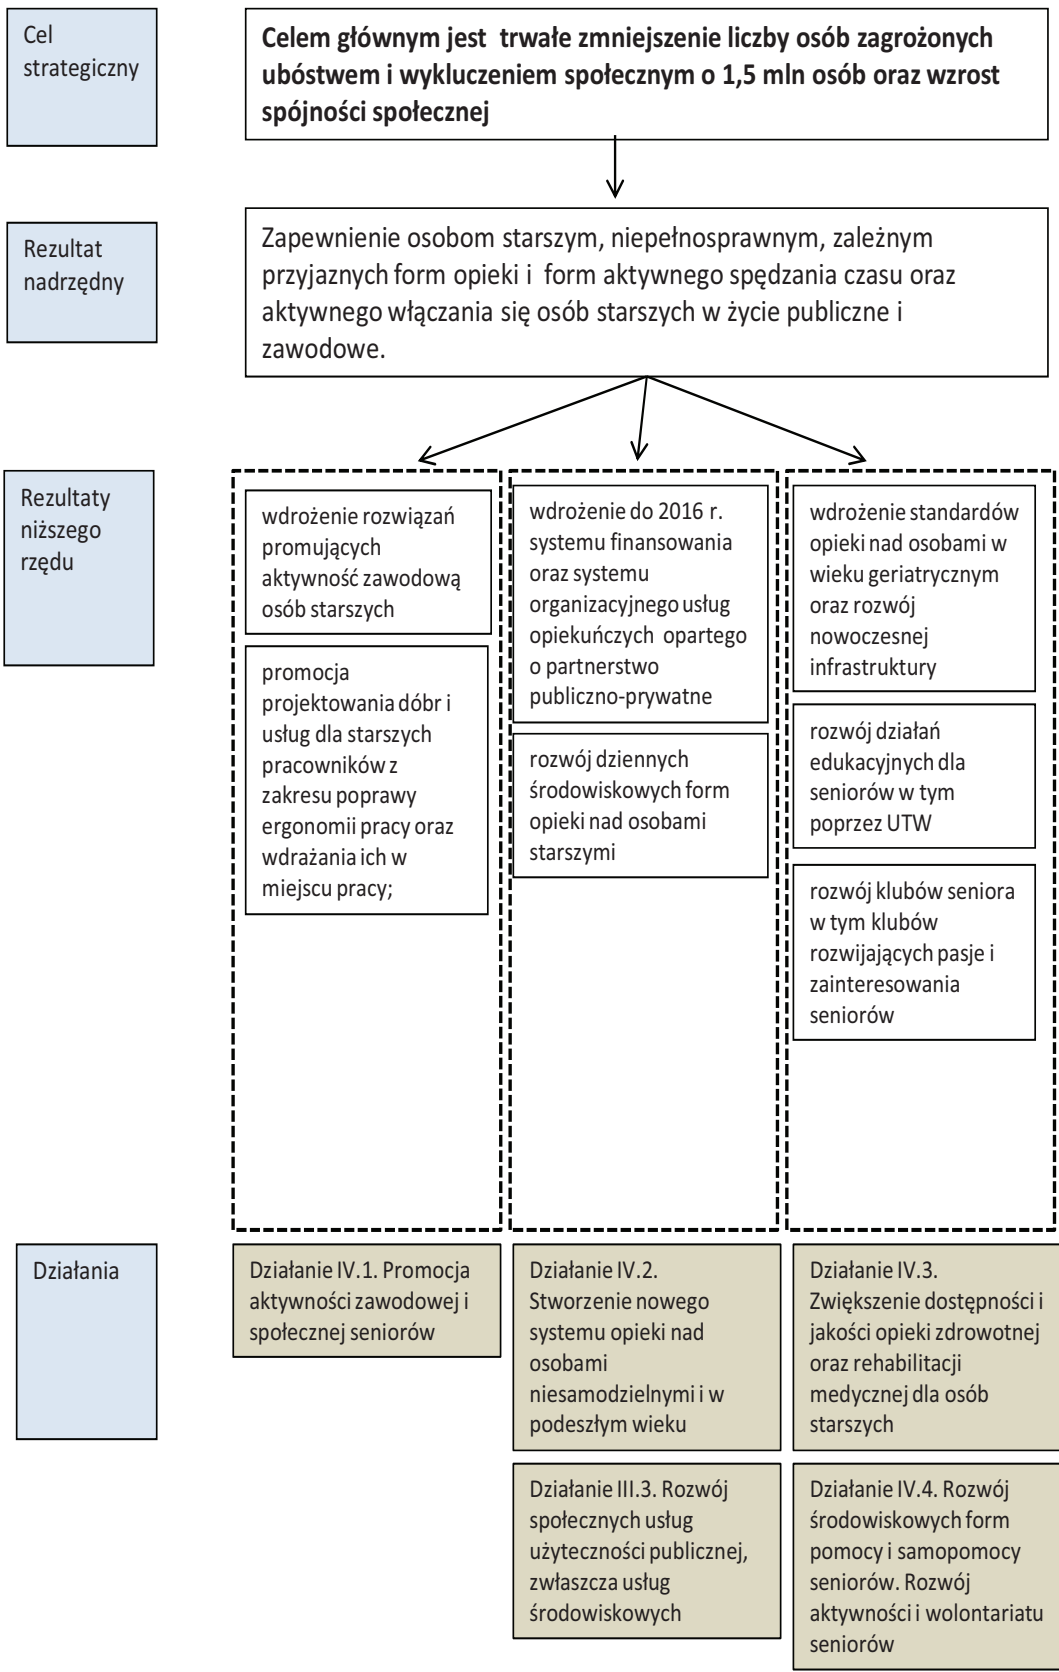 Cel
strategiczny
Celem głównym jest trwałe zmniejszenie liczby osób zagrożonych
ubóstwem i wykluczeniem społecznym o 1,5 mln osób oraz wzrost
spójności społecznej
Rezultat
nadrzędny
Zapewnienie osobom starszym, niepełnosprawnym, zależnym
przyjaznych form opieki i form aktywnego spędzania czasu oraz
aktywnego włączania się osób starszych w życie publiczne i
zawodowe.
Rezultaty
niższego
rzędu
wdrożenie rozwiązań
promujących
aktywność zawodową
osób starszych
promocja
projektowania dóbr i
usług dla starszych
pracowników z
zakresu poprawy
ergonomii pracy oraz
wdrażania ich w
miejscu pracy;
wdrożenie do 2016 r.
systemu finansowania
oraz systemu
organizacyjnego usług
opiekuńczych opartego
o partnerstwo
publiczno-prywatne
rozwój dziennych
środowiskowych form
opieki nad osobami
starszymi
wdrożenie standardów
opieki nad osobami w
wieku geriatrycznym
oraz rozwój
nowoczesnej
infrastruktury
rozwój działań
edukacyjnych dla
seniorów w tym
poprzez UTW
rozwój klubów seniora
w tym klubów
rozwijających pasje i
zainteresowania
seniorów
Działania
Działanie IV.1. Promocja
aktywności zawodowej i
społecznej seniorów
Działanie IV.2.
Stworzenie nowego
systemu opieki nad
osobami
niesamodzielnymi i w
podeszłym wieku
Działanie III.3. Rozwój
społecznych usług
użyteczności publicznej,
zwłaszcza usług
środowiskowych
Działanie IV.3.
Zwiększenie dostępności i
jakości opieki zdrowotnej
oraz rehabilitacji
medycznej dla osób
starszych
Działanie IV.4. Rozwój
środowiskowych form
pomocy i samopomocy
seniorów. Rozwój
aktywności i wolontariatu
seniorów